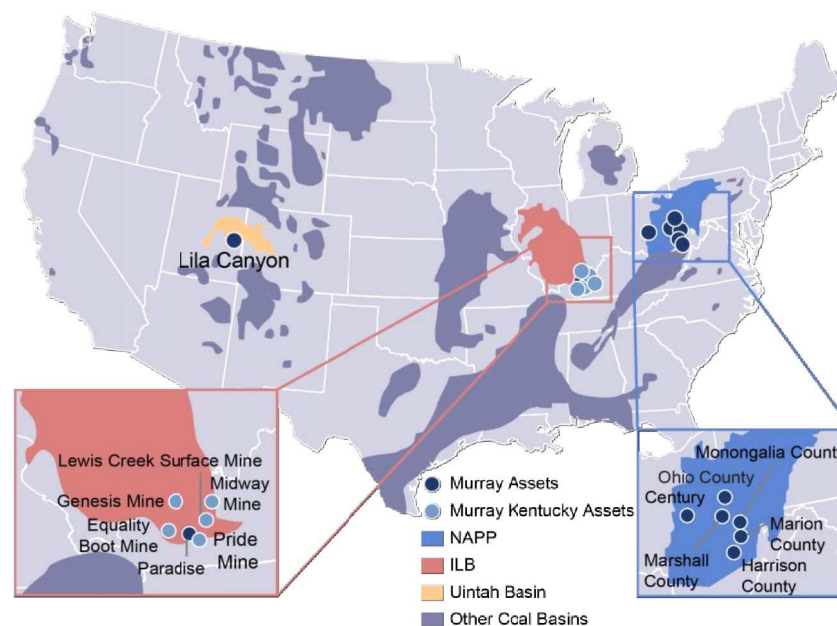 Lila Canyon
Lewis Creek Surface Mine
Midway
Mine
Genesis Mine
Equality
Boot Mine
Pride
Mine
Paradise
Murray Assets
Murray Kentucky Assets
NAPP
ILB
Uintah Basin
Other Coal Basins
Monongalia Count
Ohio County
Century
Marion
County
Marshall
County
Harrison
County